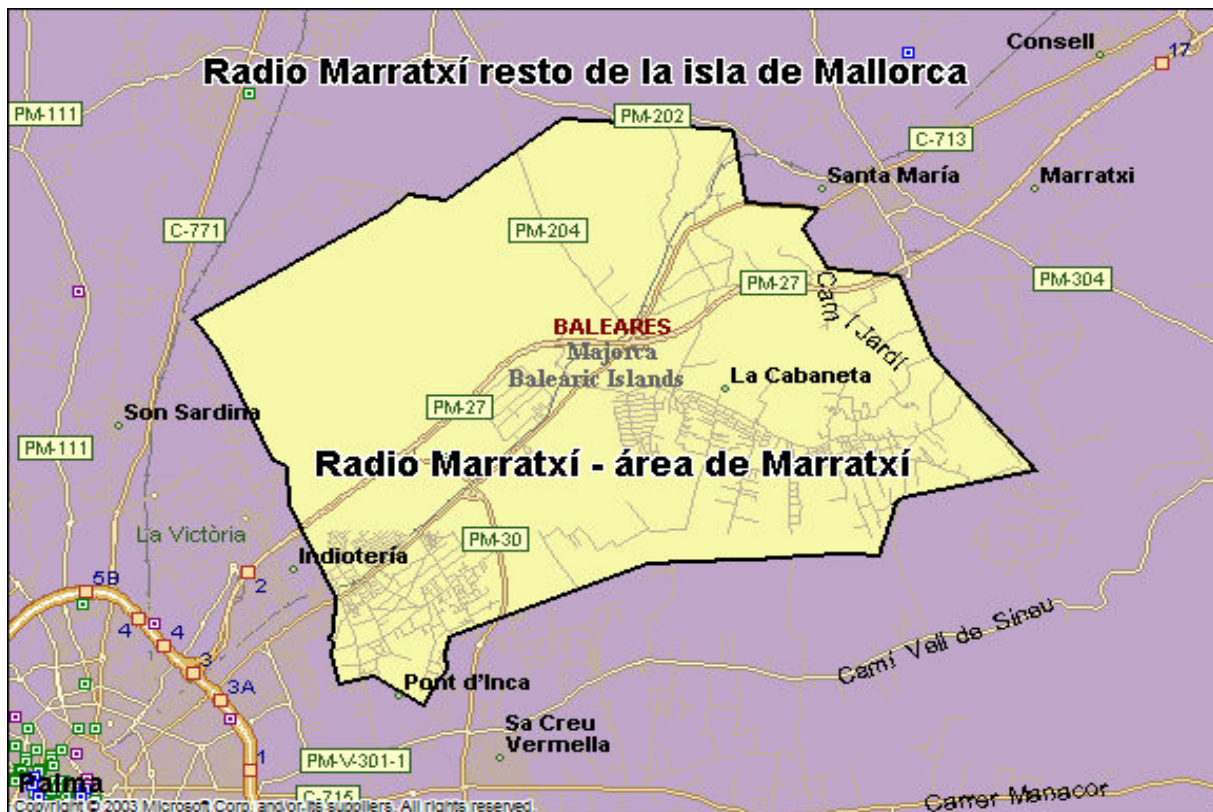 Consell
17
Radio Marratxí resto de la isla de Mallorca
PM-111
PM-202
C-713
Santa María
Marratxi
C-771
PM-204
PM-27
PM-304
Camí Jardí
BALEARES
Majorca
Balearic Islands
La Cabaneta
PM-27
Son Sardina
PM-111
Radio Marratxí - área de Marratxí
La Victòria
PM-30
Indiotería
5B
2
4
4
3
Camí Vell de Sineu
3A
Pont d'Inca
Sa Creu
Vermella
1
PM-V-301-1
Palma
C-715
Carrer Manacor
Copyright © 2003 Microsoft Corp. and/or its suppliers. All rights reserved.